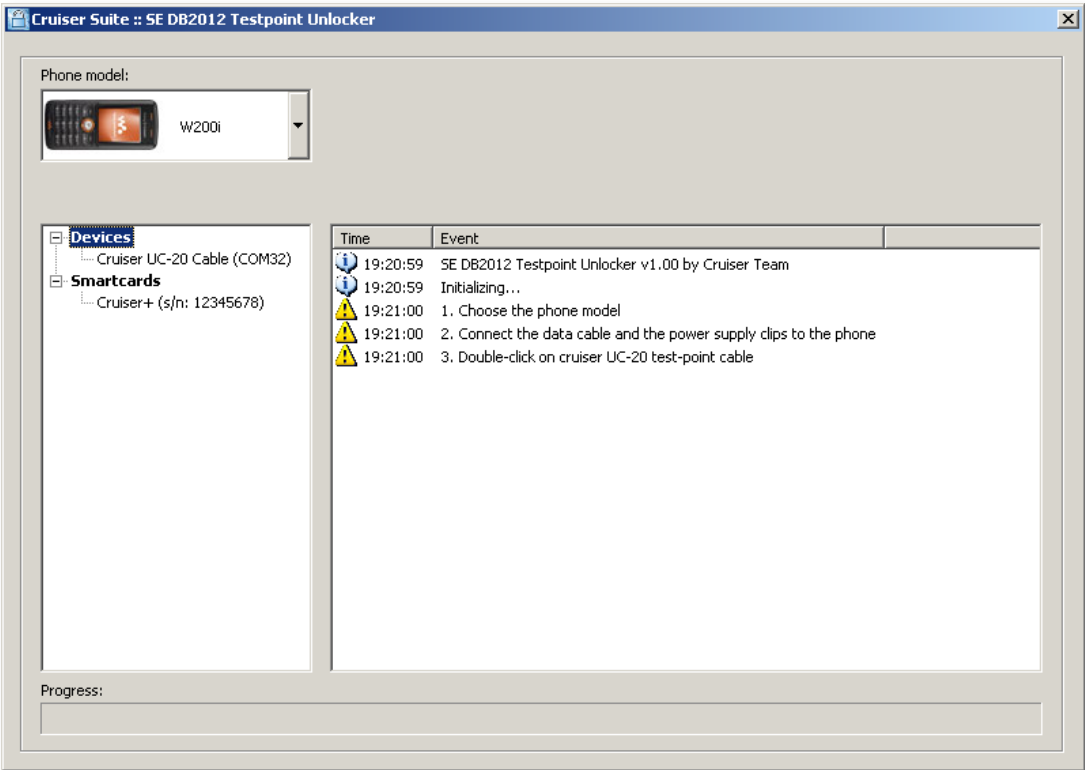 Cruiser Suite :: SE DB2012 Testpoint Unlocker
Phone model:
W200i
Devices
Cruiser UC-20 Cable (COM32)
Smartcards
Cruiser+ (s/n: 12345678)
Time Event
19:20:59 SE DB2012 Testpoint Unlocker v1.00 by Cruiser Team
19:20:59 Initializing...
19:21:00 1. Choose the phone model
19:21:00 2. Connect the data cable and the power supply clips to the phone
19:21:00 3. Double-click on cruiser UC-20 test-point cable
Progress: